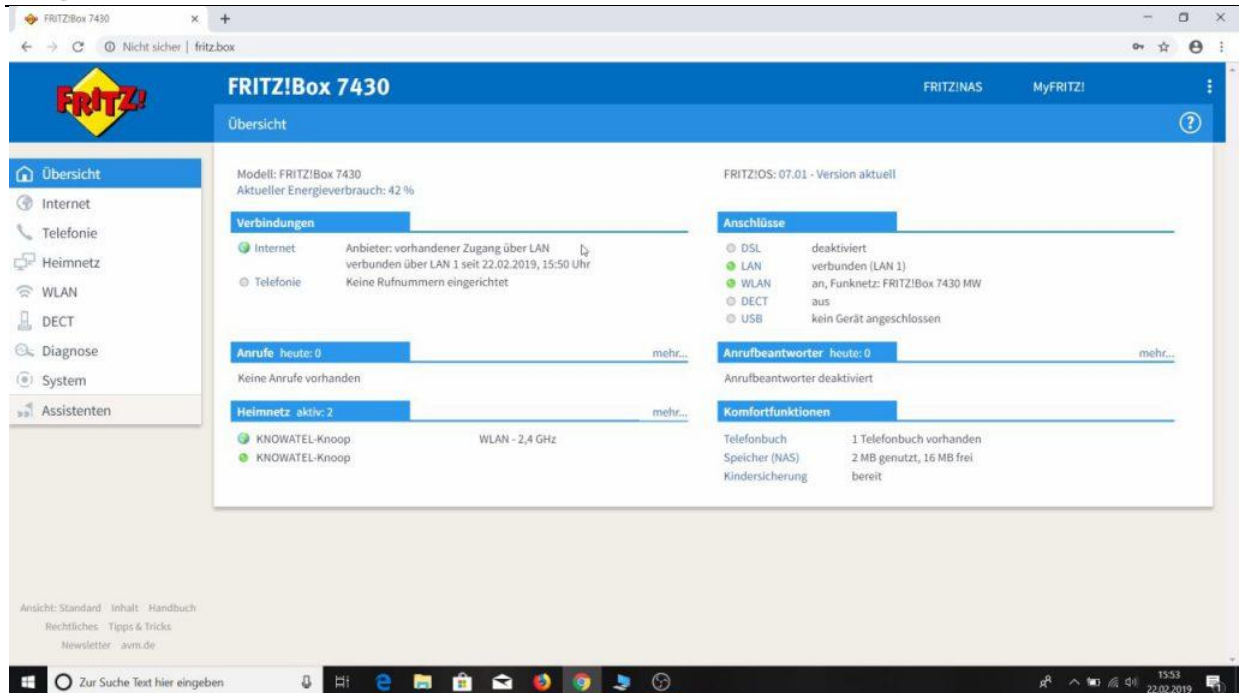 FRITZ!Box 7430
Nicht sicher | fritz.box
FRITZ!
FRITZ!Box 7430
FRITZ!NAS
MyFRITZ!
Übersicht
Übersicht
Internet
Telefonie
Heimnetz
WLAN
DECT
Diagnose
System
Assistenten
Modell: FRITZ!Box 7430
Aktueller Energieverbrauch: 42 %
FRITZ!OS: 07.01 - Version aktuell
Verbindungen
Internet Anbieter: vorhandener Zugang über LAN
verbunden über LAN 1 seit 22.02.2019, 15:50 Uhr
Telefonie Keine Rufnummern eingerichtet
Anschlüsse
DSL deaktiviert
LAN verbunden (LAN 1)
WLAN an, Funknetz: FRITZ!Box 7430 MW
DECT aus
USB kein Gerät angeschlossen
Anrufe heute: 0 mehr...
Keine Anrufe vorhanden
Anrufbeantworter heute: 0 mehr...
Anrufbeantworter deaktiviert
Heimnetz aktiv: 2 mehr...
KNOWATEL-Knoop WLAN - 2,4 GHz
KNOWATEL-Knoop
Komfortfunktionen
Telefonbuch 1 Telefonbuch vorhanden
Speicher (NAS) 2 MB genutzt, 16 MB frei
Kindersicherung bereit
Ansicht: Standard Inhalt Handbuch
Rechtliches Tipps & Tricks
Newsletter avm.de
Zur Suche Text hier eingeben
15:53
22.02.2019